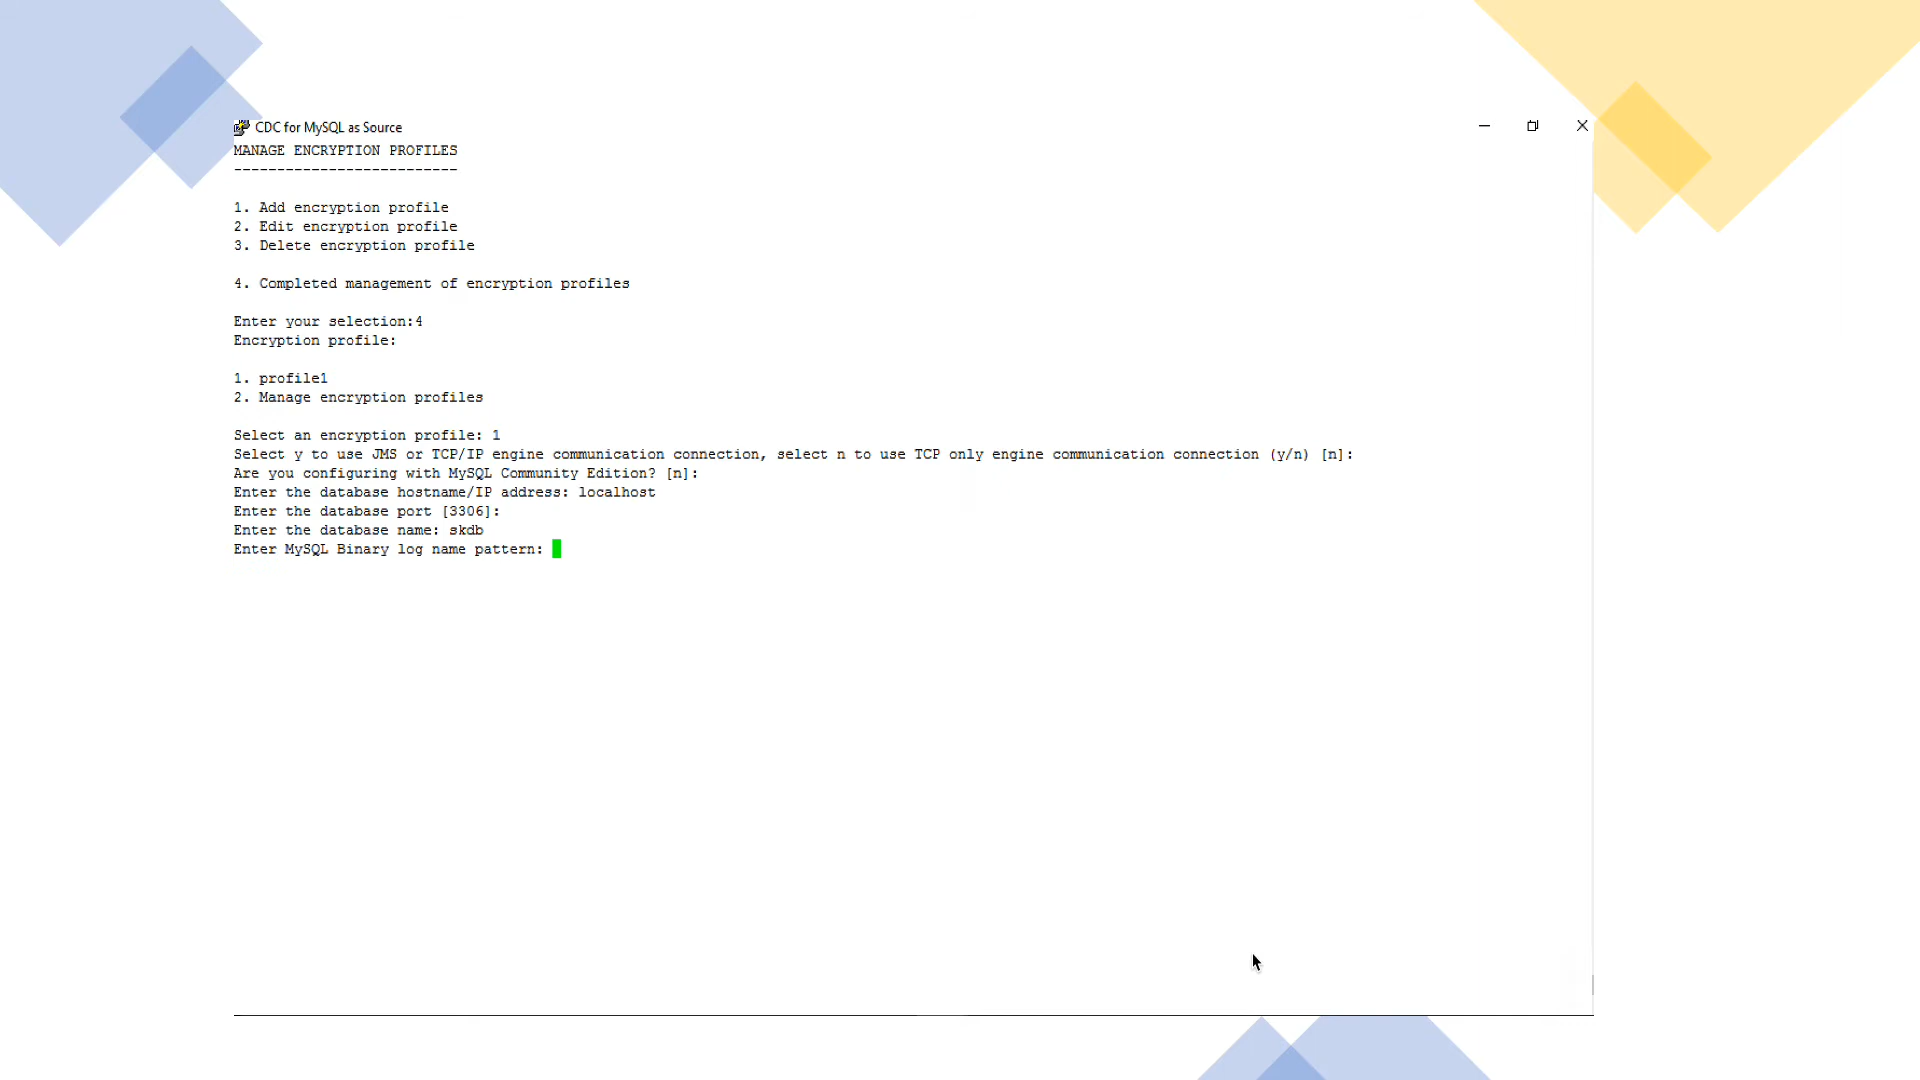 CDC for MySQL as Source
MANAGE ENCRYPTION PROFILES
--------------------------
1. Add encryption profile
2. Edit encryption profile
3. Delete encryption profile
4. Completed management of encryption profiles
Enter your selection:4
Encryption profile:
1. profile1
2. Manage encryption profiles
Select an encryption profile: 1
Select y to use JMS or TCP/IP engine communication connection, select n to use TCP only engine communication connection (y/n) [n]:
Are you configuring with MySQL Community Edition? [n]:
Enter the database hostname/IP address: localhost
Enter the database port [3306]:
Enter the database name: skdb
Enter MySQL Binary log name pattern: